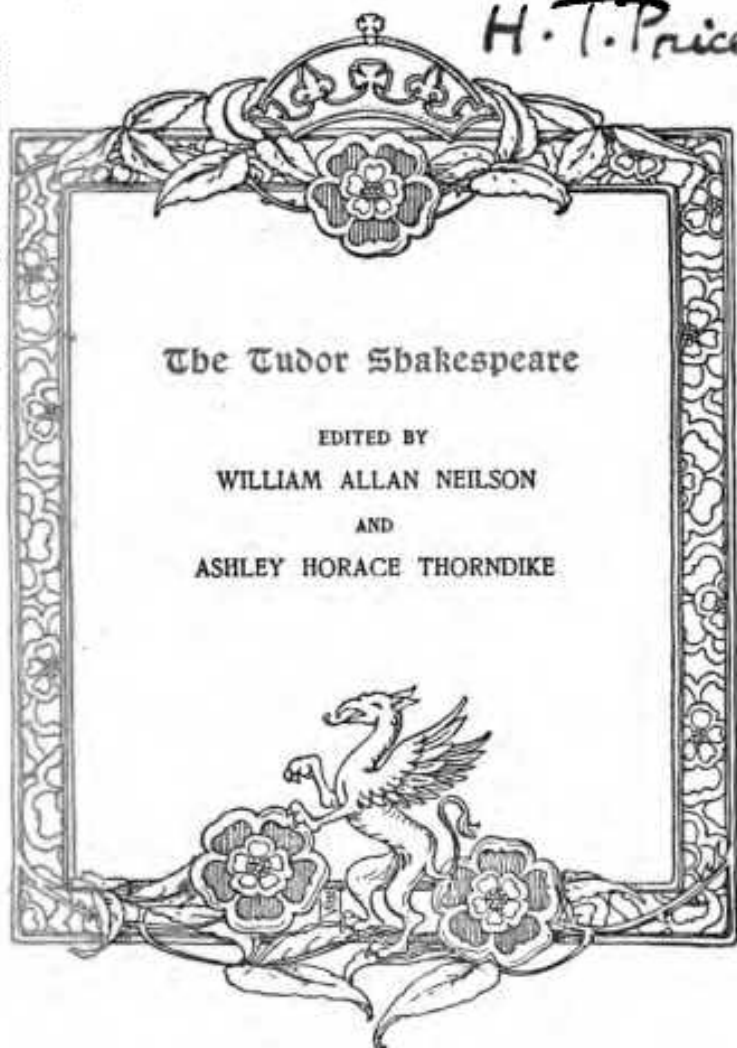 H. T. Price
The Tudor Shakespeare
EDITED BY
WILLIAM ALLAN NEILSON
AND
ASHLEY HORACE THORNDIKE